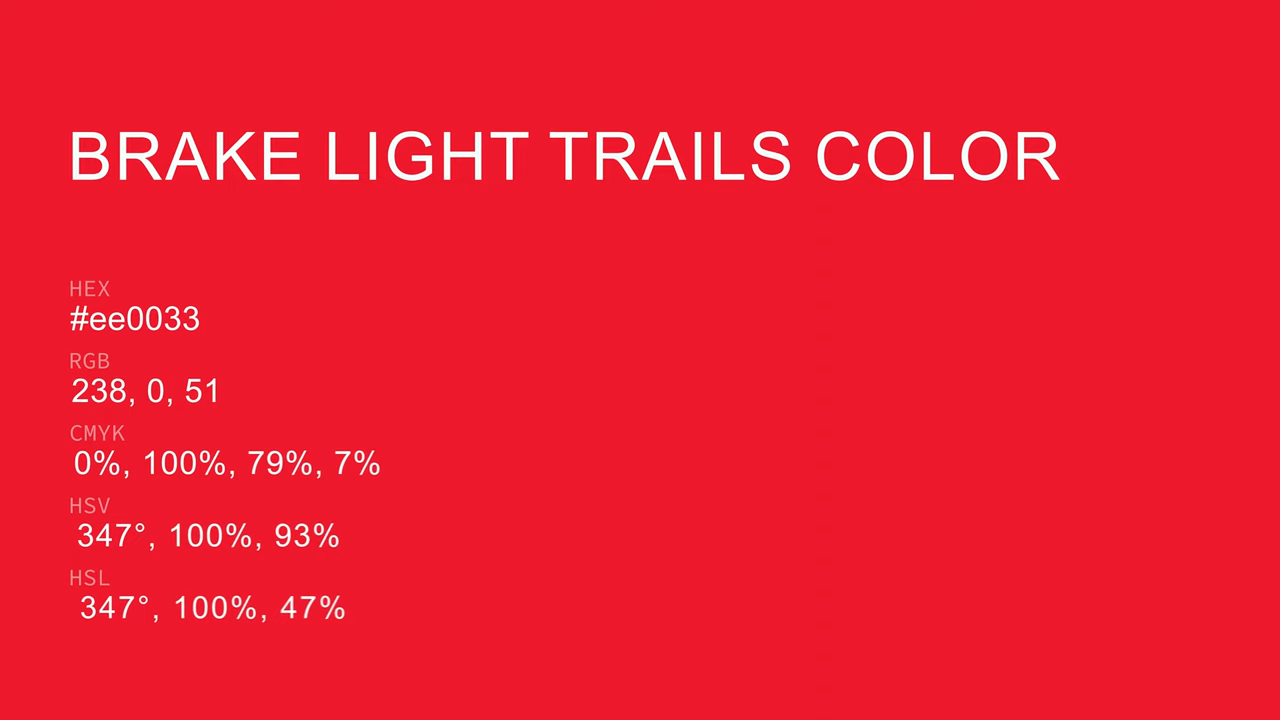 BRAKE LIGHT TRAILS COLOR
HEX
#ee0033
RGB
238, 0, 51
CMYK
0%, 100%, 79%, 7%
HSV
347°, 100%, 93%
HSL
347°, 100%, 47%